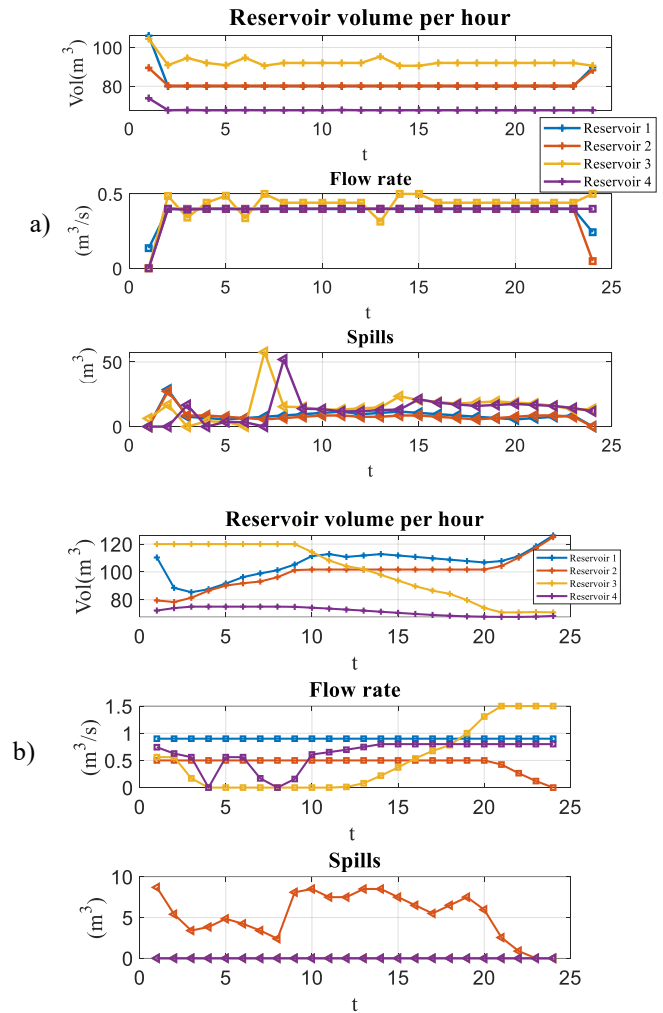 Reservoir volume per hour
Vol(m³)
100
80
0 5 10 15 20 25
t
Reservoir 1
Reservoir 2
Reservoir 3
Reservoir 4
a)
Flow rate
(m³/s)
0.5
0
0 5 10 15 20 25
t
Spills
(m³)
50
0
0 5 10 15 20 25
t
Reservoir volume per hour
Vol(m³)
120
100
80
0 5 10 15 20 25
t
Reservoir 1
Reservoir 2
Reservoir 3
Reservoir 4
b)
Flow rate
(m³/s)
1.5
1
0.5
0
0 5 10 15 20 25
t
Spills
(m³)
10
5
0
0 5 10 15 20 25
t